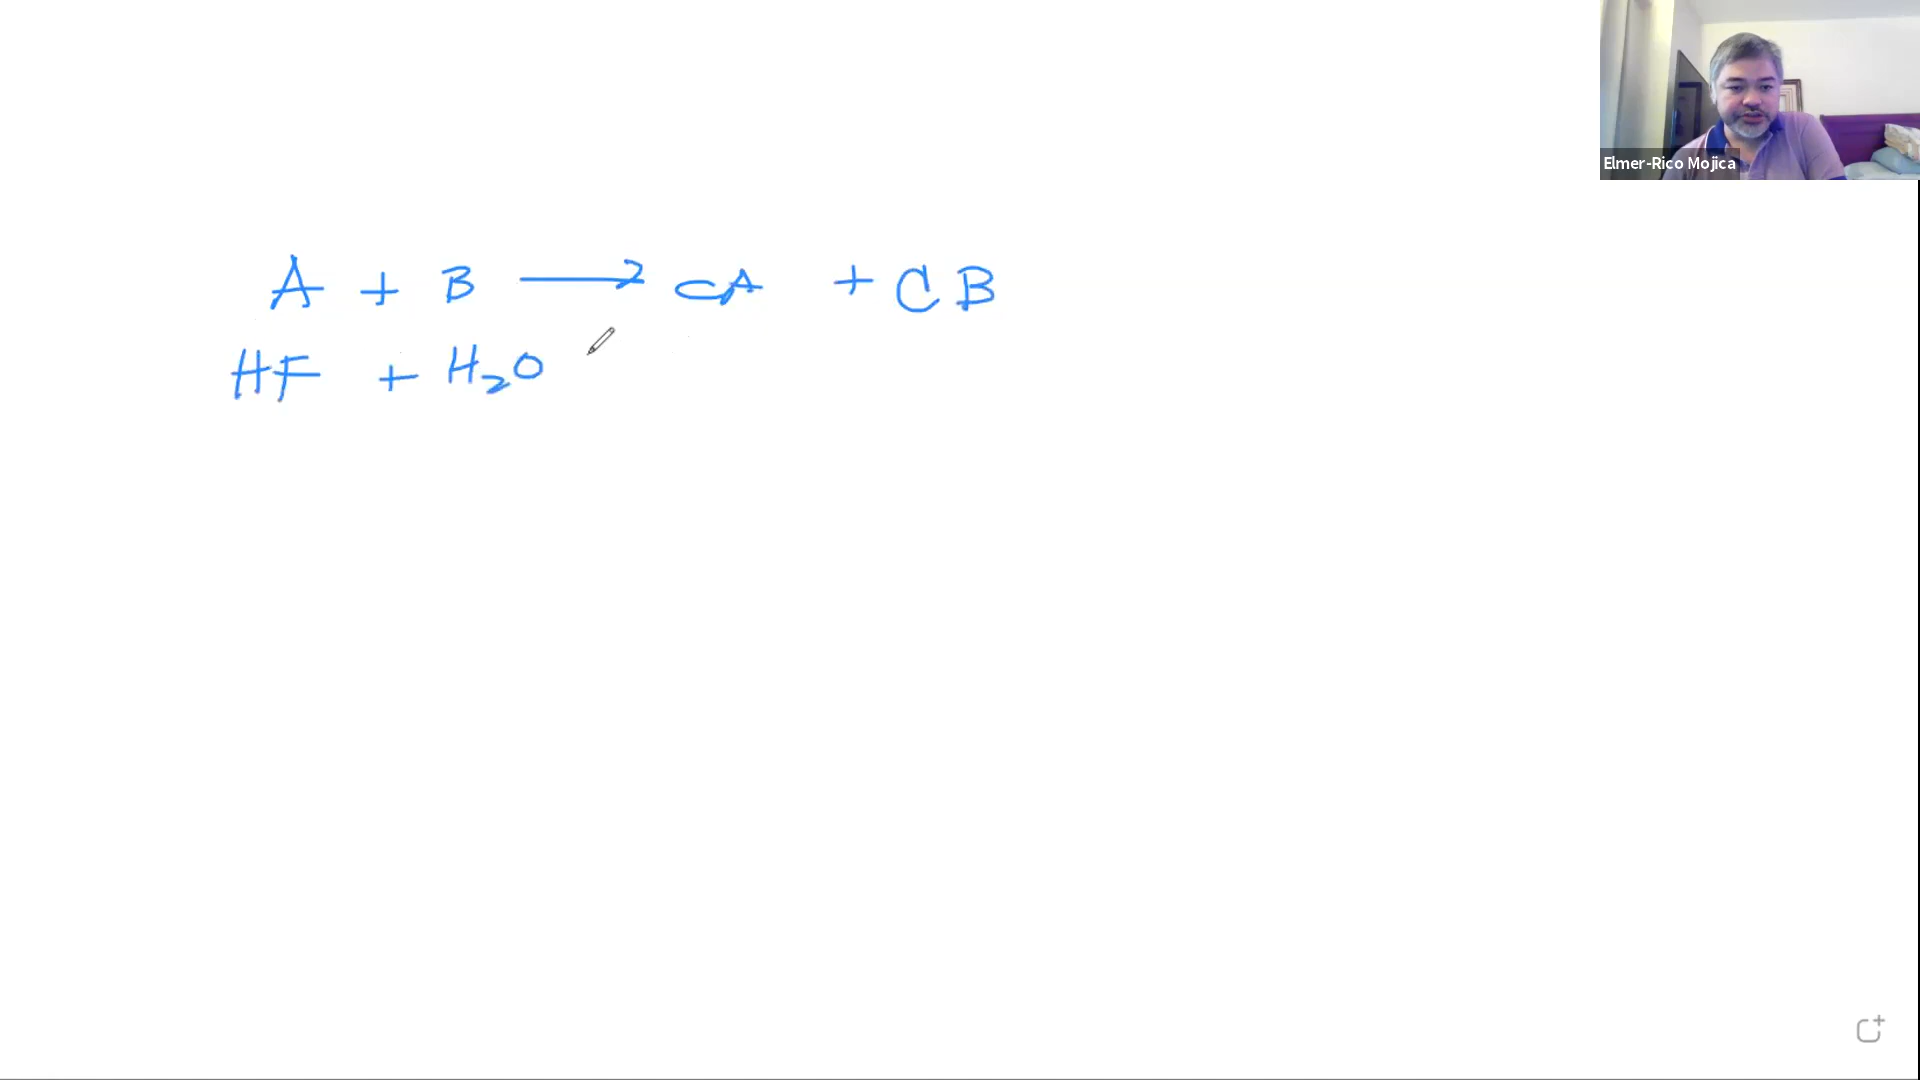 Elmer-Rico Mojica
A + B → CA + CB
HF + H₂O